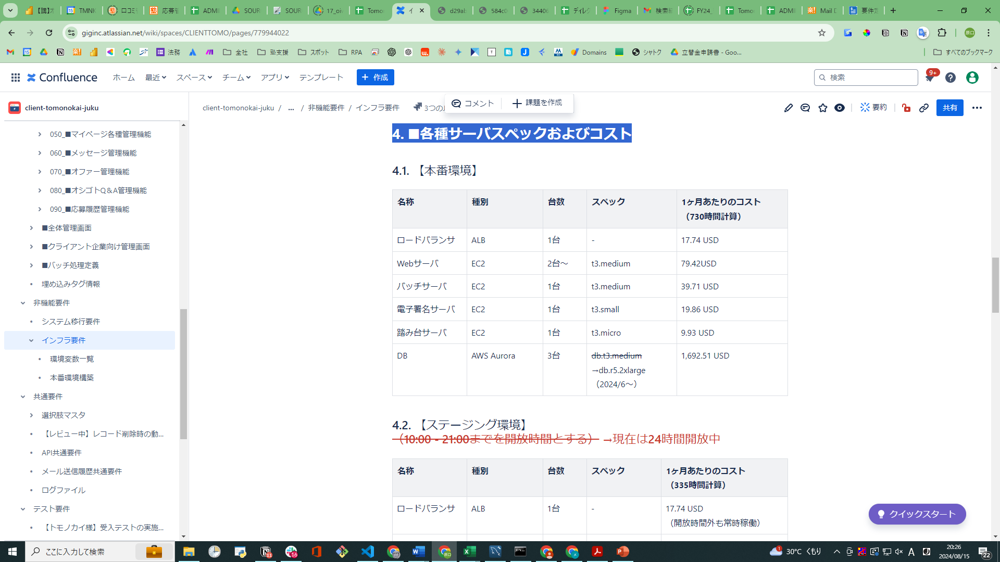 【講】オ
TMNK
口コミ
応募管
ADMI
SOUR
SOUR
17_oiw
Tomo
イ
d29ab
584c0
34406
ディレク
Figma
検索結
FY24_
Tomo
ADMI
Mail D
要件定
giginc.atlassian.net/wiki/spaces/CLIENTTOMO/pages/779944022
原口
法務
全社
塾支援
スポット
RPA
Domains
シャトク
立替金申請書 - Goo...
すべてのブックマーク
Confluence
ホーム
最近
スペース
チーム
アプリ
テンプレート
作成
検索
9+
client-tomonokai-juku
client-tomonokai-juku / ... / 非機能要件 / インフラ要件
3つの
コメント
課題を作成
要約
共有
050_■マイページ各種管理機能
060_■メッセージ管理機能
070_■オファー管理機能
080_■オシゴトQ＆A管理機能
090_■応募履歴管理機能
■全体管理画面
■クライアント企業向け管理画面
■バッチ処理定義
埋め込みタグ情報
非機能要件
システム移行要件
インフラ要件
環境変数一覧
本番環境構築
共通要件
選択肢マスタ
【レビュー中】レコード削除時の動...
API共通要件
メール送信履歴共通要件
ログファイル
テスト要件
【トモノカイ様】受入テストの実施...
4. ■各種サーバスペックおよびコスト
4.1. 【本番環境】
名称 種別 台数 スペック 1ヶ月あたりのコスト
（730時間計算）
ロードバランサ ALB 1台 - 17.74 USD
Webサーバ EC2 2台～ t3.medium 79.42USD
バッチサーバ EC2 1台 t3.medium 39.71 USD
電子署名サーバ EC2 1台 t3.small 19.86 USD
踏み台サーバ EC2 1台 t3.micro 9.93 USD
DB AWS Aurora 3台 db.t3.medium 1,692.51 USD
→db.r5.2xlarge
（2024/6～）
4.2. 【ステージング環境】
（10:00 - 21:00までを開放時間とする） →現在は24時間開放中
名称 種別 台数 スペック 1ヶ月あたりのコスト
（335時間計算）
ロードバランサ ALB 1台 - 17.74 USD
（開放時間外も常時稼働）
クイックスタート
ここに入力して検索
11
16
30°C くもり
A
20:26
2024/08/15
22